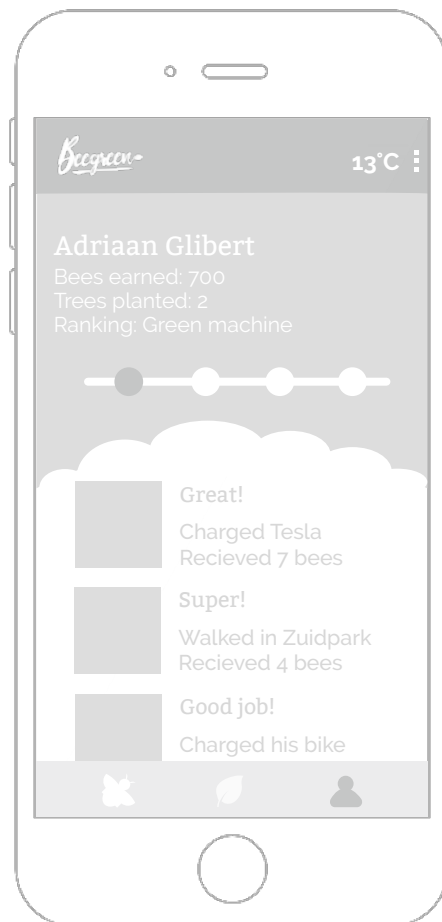 Beegreen
13°C
Adriaan Glibert
Bees earned: 700
Trees planted: 2
Ranking: Green machine
Great!
Charged Tesla
Recieved 7 bees
Super!
Walked in Zuidpark
Recieved 4 bees
Good job!
Charged his bike